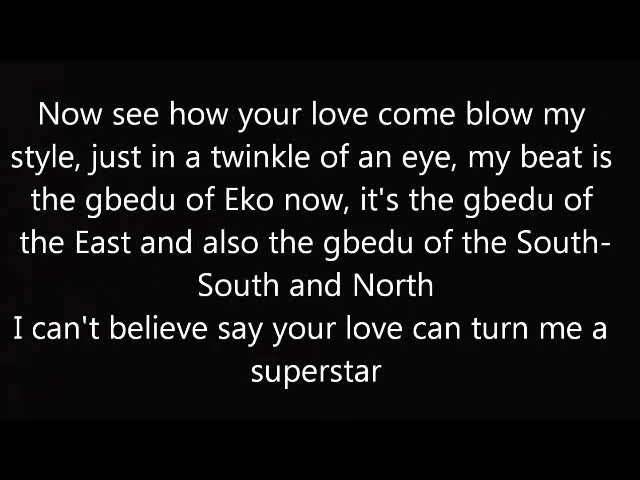 Now see how your love come blow my
style, just in a twinkle of an eye, my beat is
the gbedu of Eko now, it's the gbedu of
the East and also the gbedu of the South-
South and North
I can't believe say your love can turn me a
superstar